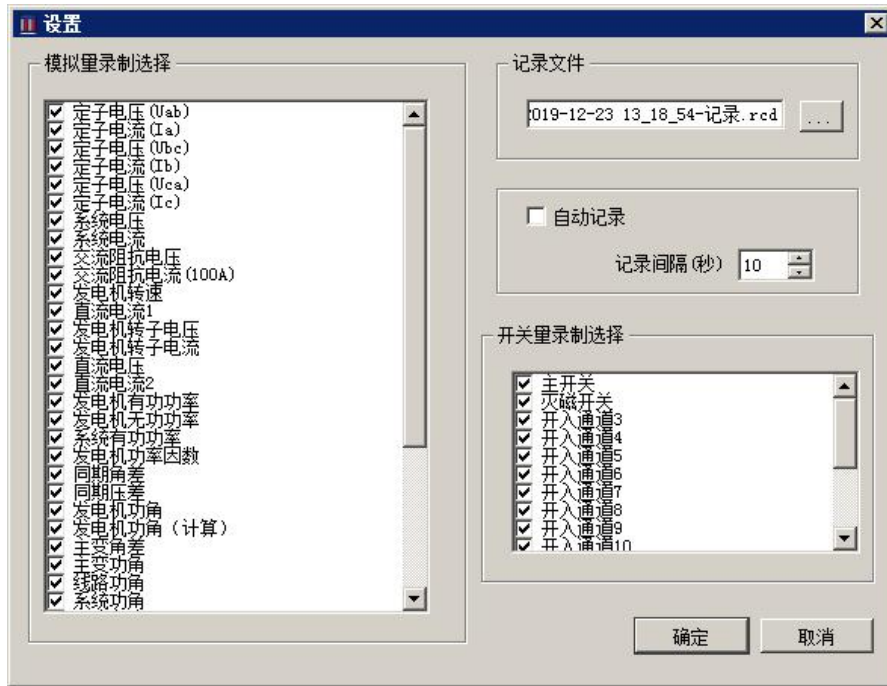 设置
模拟里录制选择
定子电压(Uab)
定子电流(Ia)
定子电压(Ubc)
定子电流(Ib)
定子电压(Uca)
定子电流(Ic)
系统电压
系统电流
交流阻抗电压
交流阻抗电流(100A)
发电机转速
直流电流1
发电机转子电压
发电机转子电流
直流电压
直流电流2
发电机有功功率
发电机无功功率
系统有功功率
发电机功率因数
同期角差
同期压差
发电机功角
发电机功角（计算）
主变角差
主变功角
线路功角
系统功角
记录文件
019-12-23 13_18_54-记录.rcd
...
自动记录
记录间隔(秒) 10
开关里录制选择
主开关
灭磁开关
开入通道3
开入通道4
开入通道5
开入通道6
开入通道7
开入通道8
开入通道9
开入通道10
确定
取消